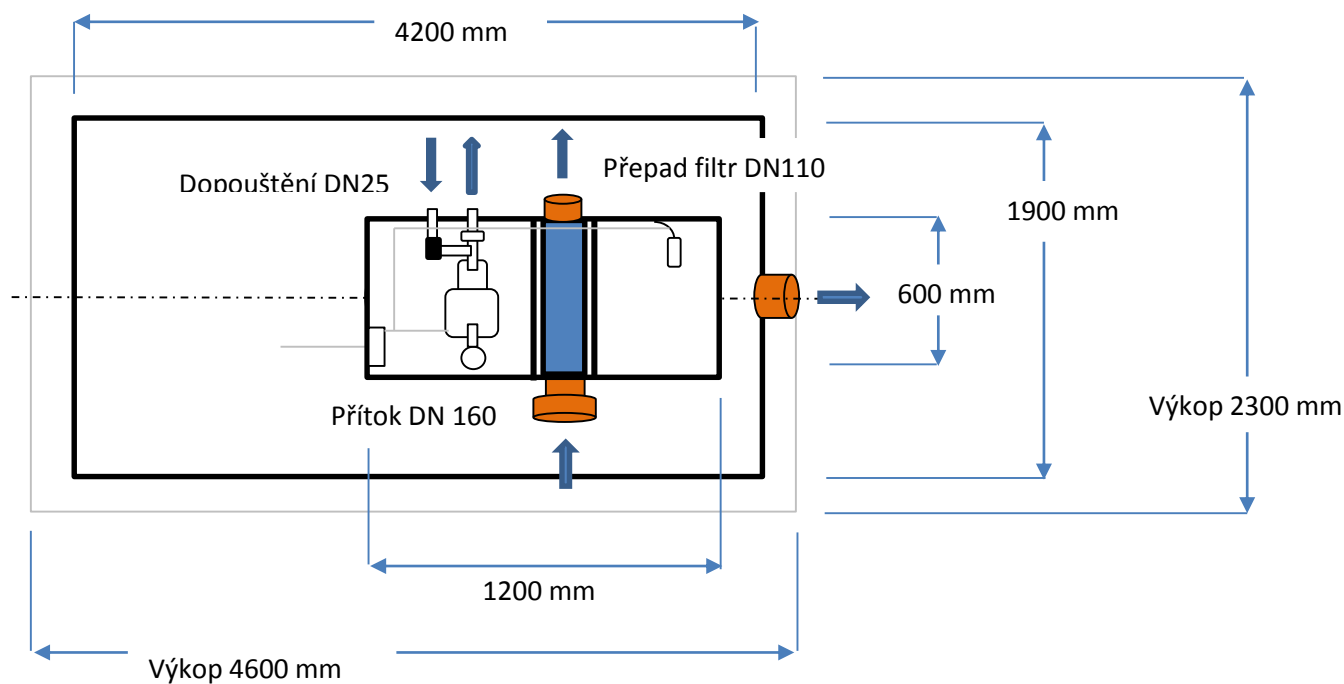 4200 mm
Dopouštění DN25
Přepad filtr DN110
1900 mm
600 mm
Výkop 2300 mm
Přítok DN 160
1200 mm
Výkop 4600 mm